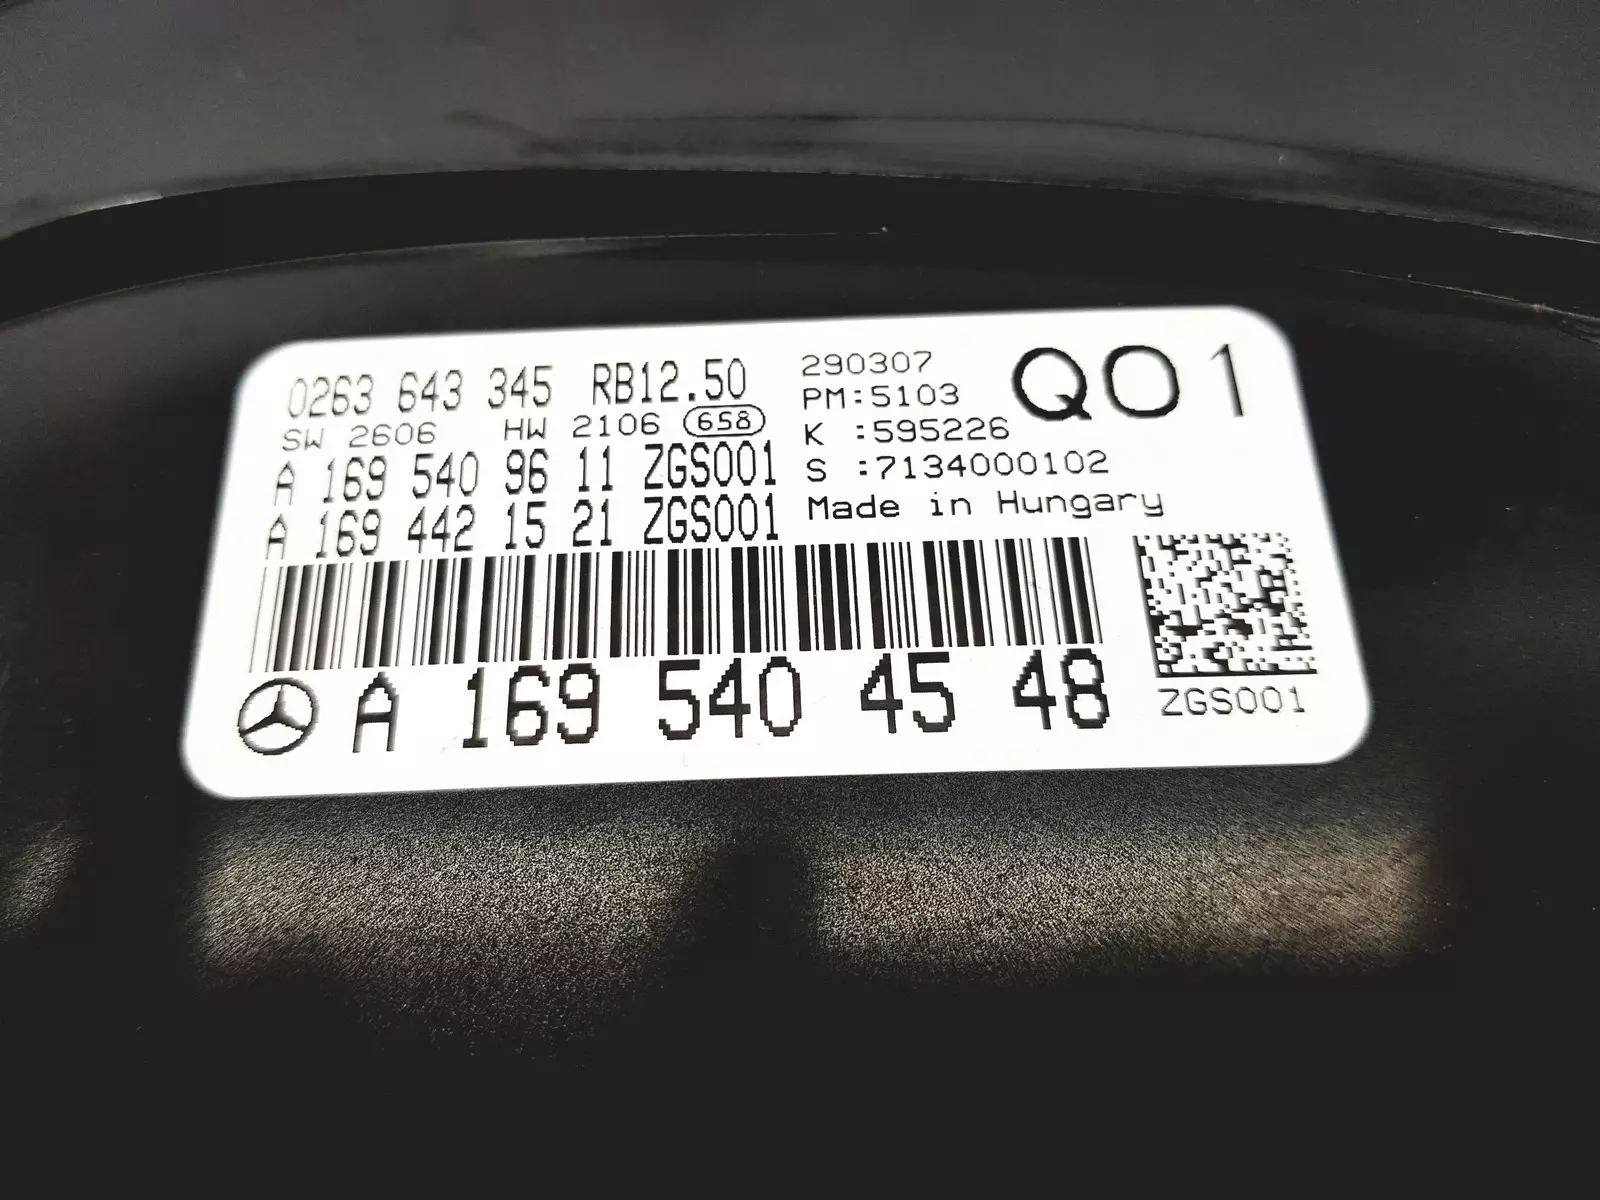 0263 643 345 RB12.50
SW 2606 HW 2106 658
A 169 540 96 11 ZGS001
A 169 442 15 21 ZGS001
290307
PM:5103
K :595226
S :7134000102
Made in Hungary
Q01
A 169 540 45 48
ZGS001